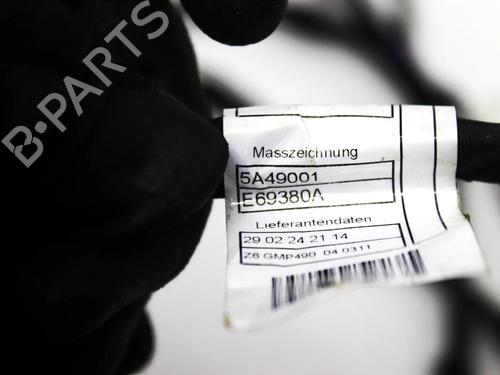 B-PARTS
Masszeichnung
5A49001
E69380A
Lieferantendaten
29 02 24 21 14
Z6 GMP490 04 0311